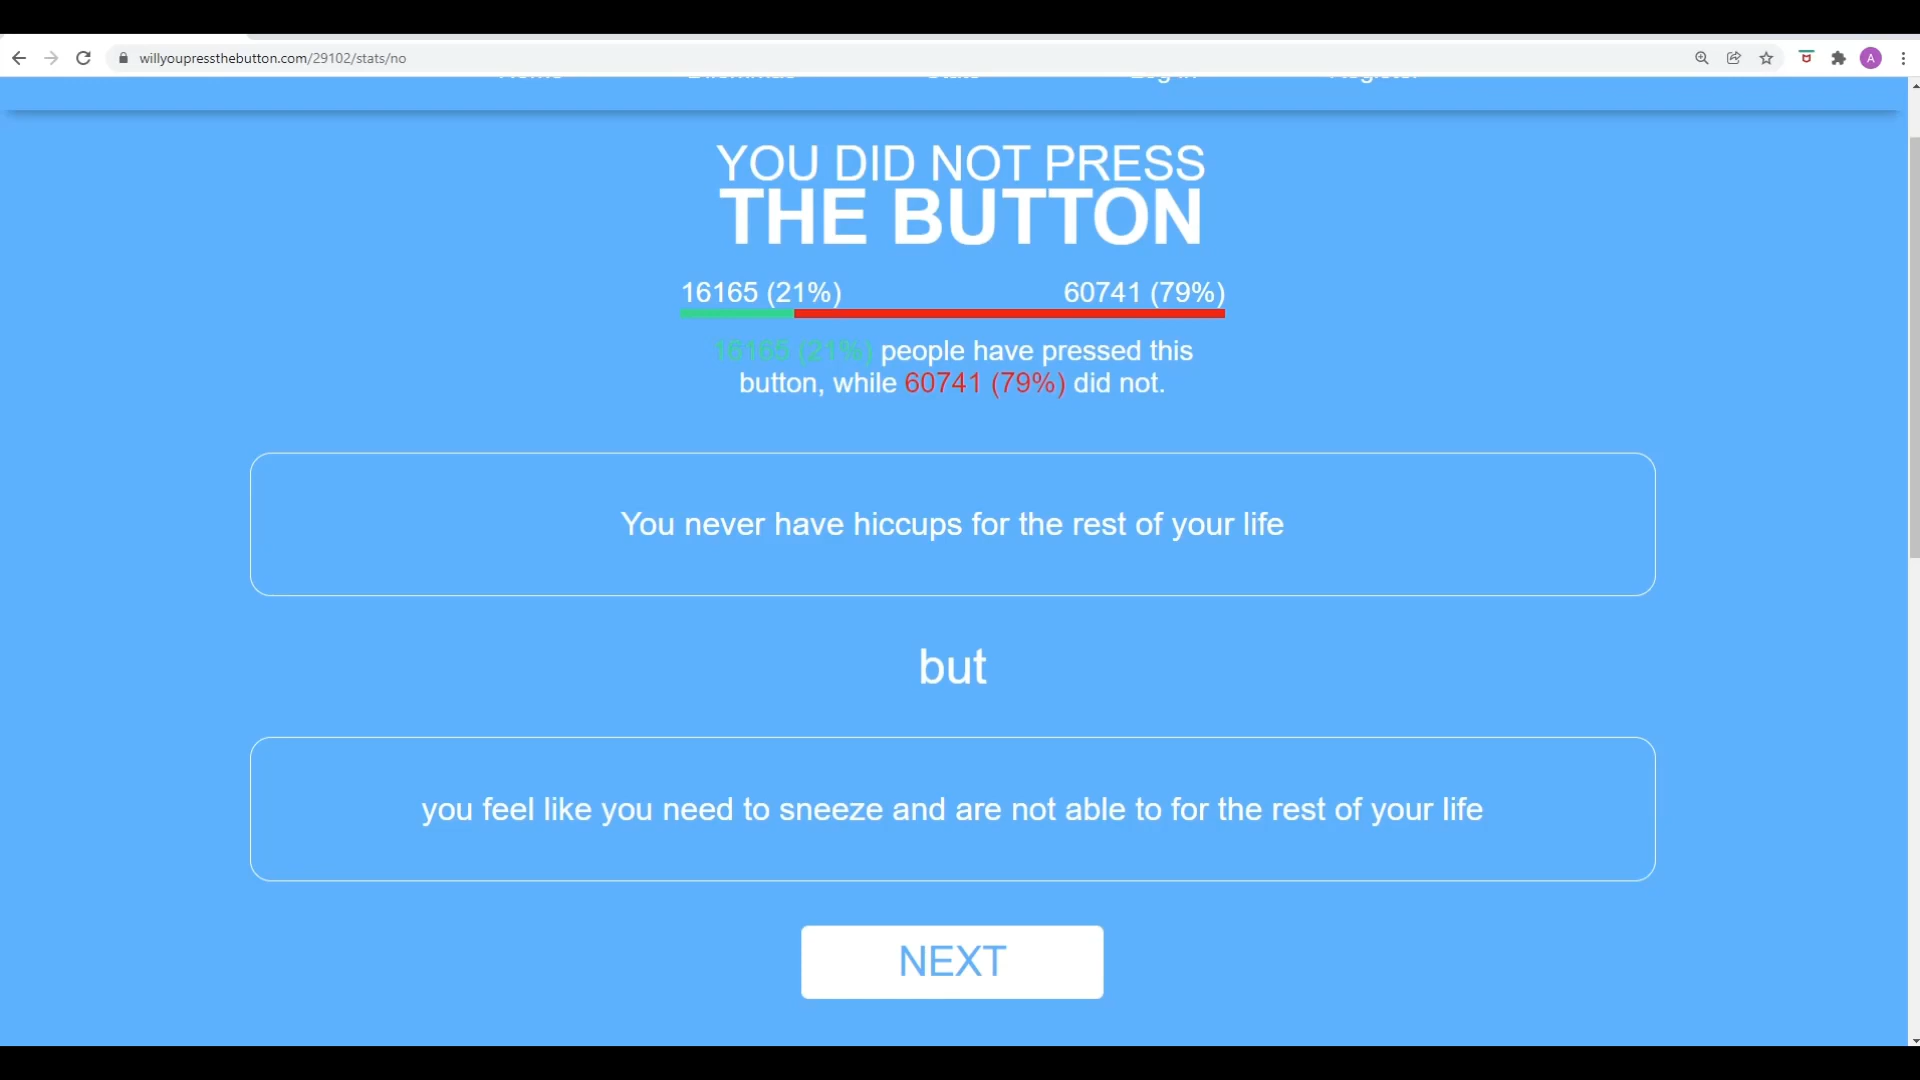 willyoupressthebutton.com/29102/stats/no
A
YOU DID NOT PRESS
THE BUTTON
16165 (21%) 60741 (79%)
16165 (21%) people have pressed this
button, while 60741 (79%) did not.
You never have hiccups for the rest of your life
but
you feel like you need to sneeze and are not able to for the rest of your life
NEXT